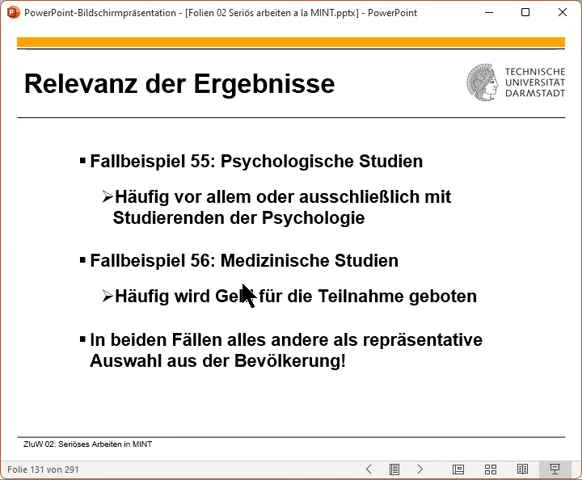 PowerPoint-Bildschirmpräsentation - [Folien 02 Seriös arbeiten a la MINT.pptx] - PowerPoint
Relevanz der Ergebnisse
TECHNISCHE
UNIVERSITÄT
DARMSTADT
Fallbeispiel 55: Psychologische Studien
Häufig vor allem oder ausschließlich mit
Studierenden der Psychologie
Fallbeispiel 56: Medizinische Studien
Häufig wird Geld für die Teilnahme geboten
In beiden Fällen alles andere als repräsentative
Auswahl aus der Bevölkerung!
ZIuW 02: Seriöses Arbeiten in MINT
Folie 131 von 291